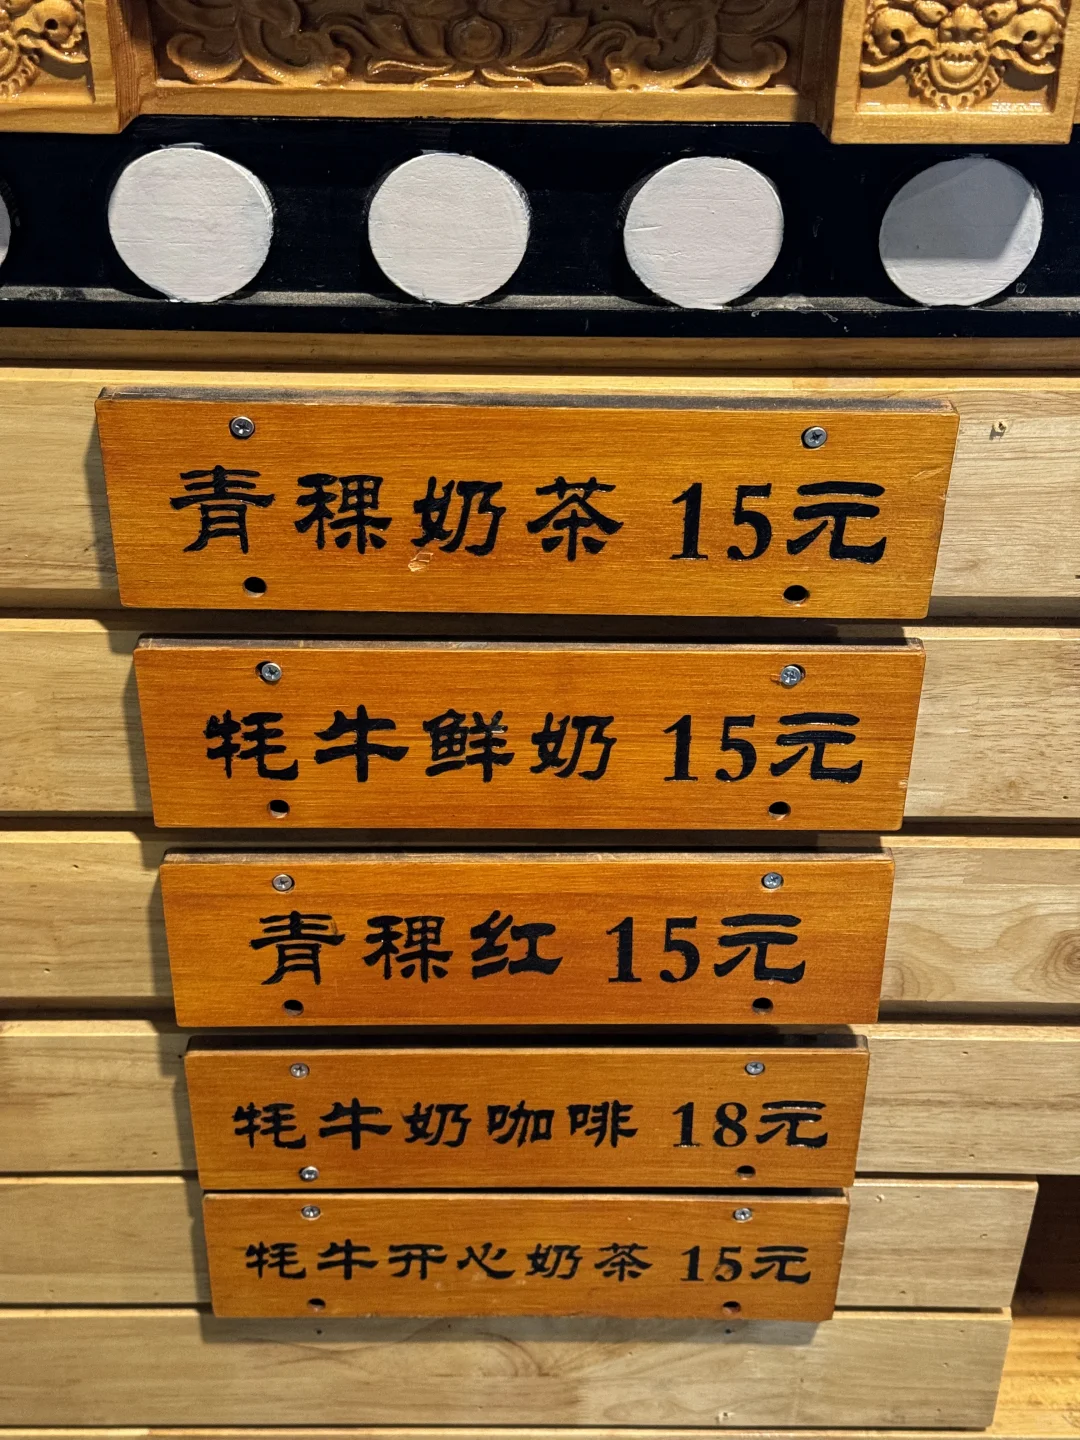 青稞奶茶 15元
牦牛鲜奶 15元
青稞红 15元
牦牛奶咖啡 18元
牦牛开心奶茶 15元